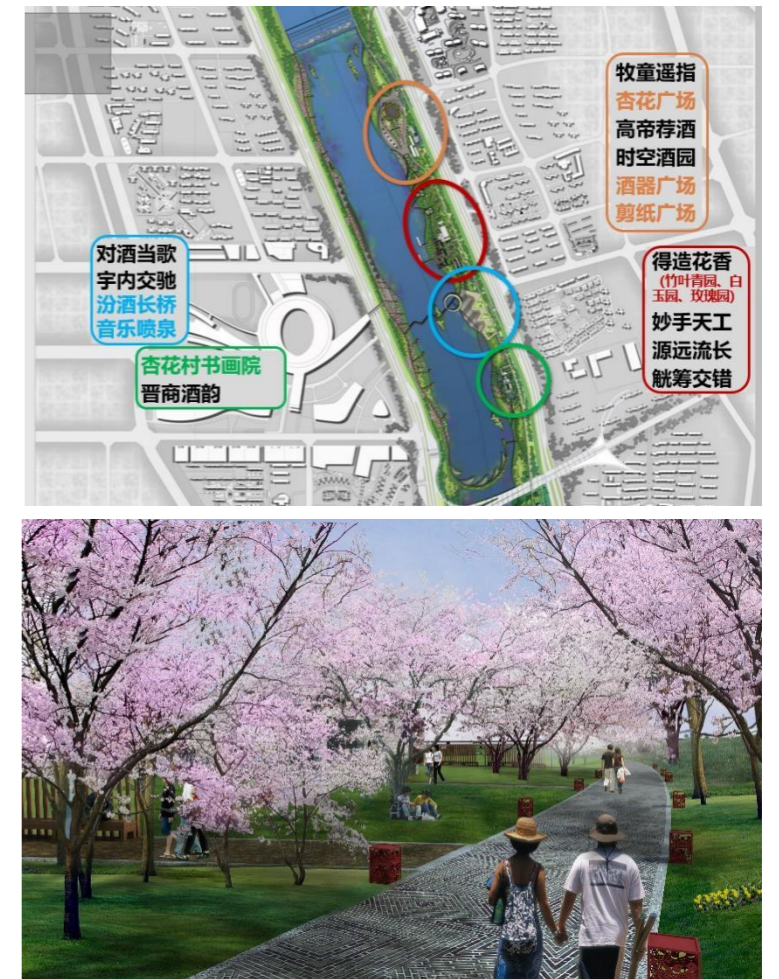 牧童遥指
杏花广场
高帝荐酒
时空酒园
酒器广场
剪纸广场
对酒当歌
宇内交驰
汾酒长桥
音乐喷泉
杏花村书画院
晋商酒韵
得造花香
(竹叶青园、白
玉园、玫瑰园)
妙手天工
源远流长
觥筹交错